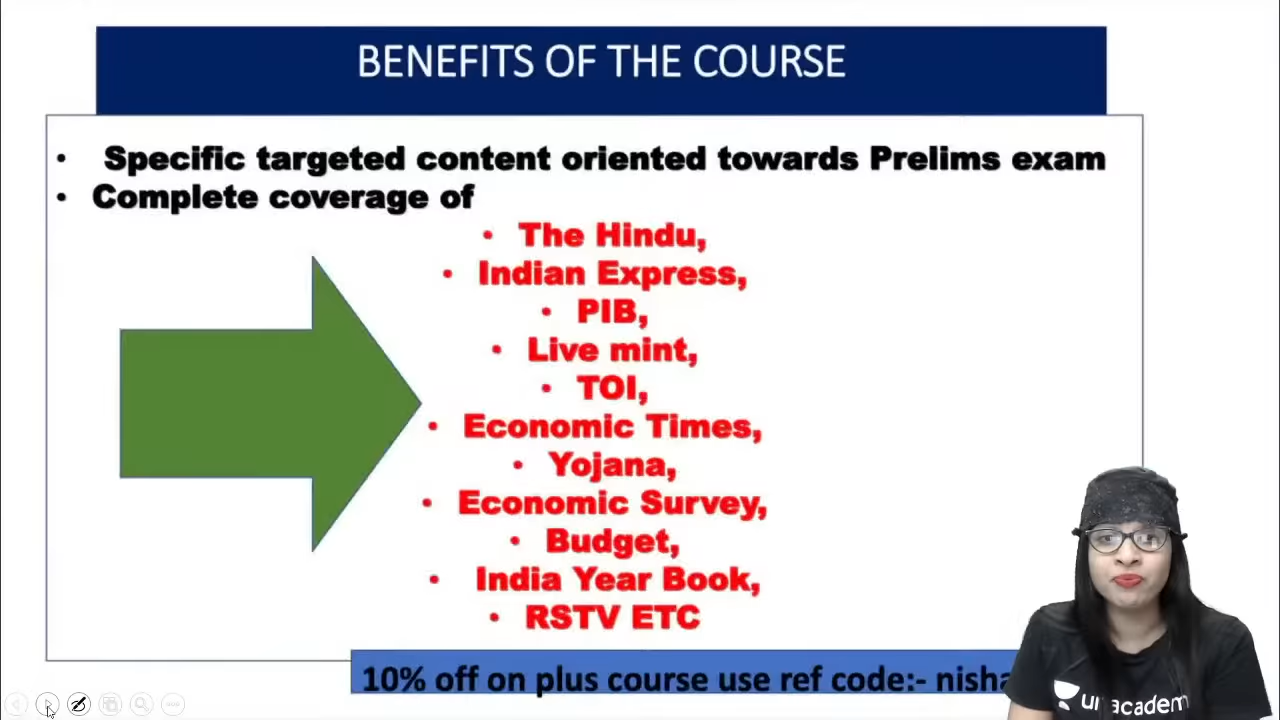 BENEFITS OF THE COURSE
• Specific targeted content oriented towards Prelims exam
• Complete coverage of
• The Hindu,
• Indian Express,
• PIB,
• Live mint,
• TOI,
• Economic Times,
• Yojana,
• Economic Survey,
• Budget,
• India Year Book,
• RSTV ETC
10% off on plus course use ref code:-
unacademy